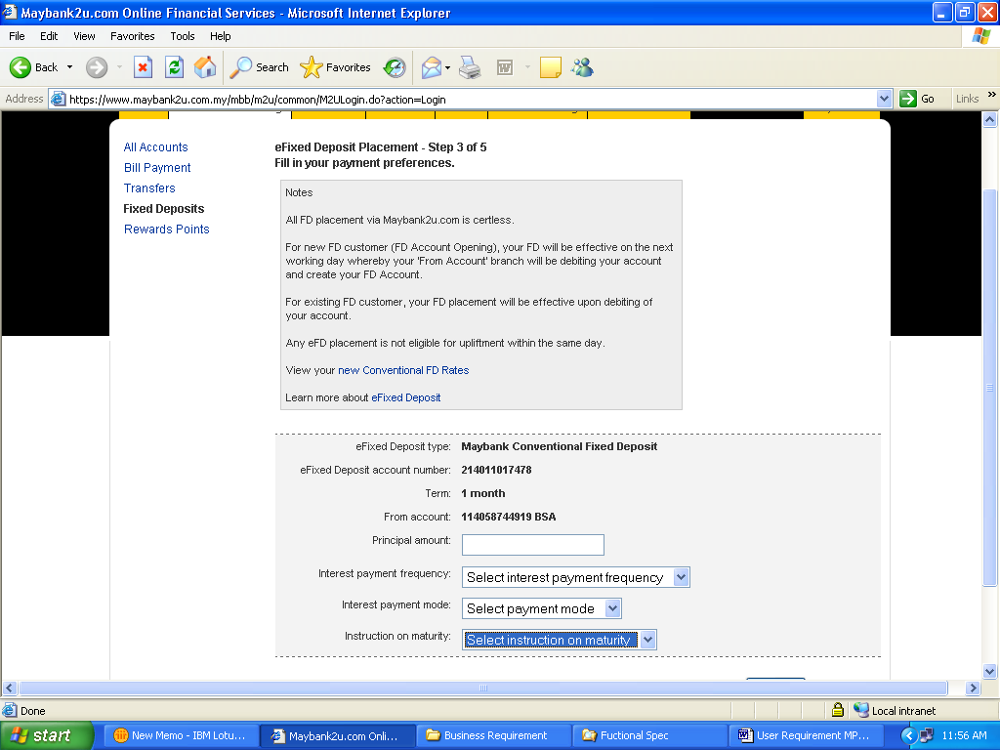 Maybank2u.com Online Financial Services - Microsoft Internet Explorer
File Edit View Favorites Tools Help
Back Search Favorites
Address https://www.maybank2u.com.my/mbb/m2u/common/M2ULogin.do?action=Login Go Links »
All Accounts
Bill Payment
Transfers
Fixed Deposits
Rewards Points
eFixed Deposit Placement - Step 3 of 5
Fill in your payment preferences.
Notes
All FD placement via Maybank2u.com is certless.
For new FD customer (FD Account Opening), your FD will be effective on the next
working day whereby your 'From Account' branch will be debiting your account
and create your FD Account.
For existing FD customer, your FD placement will be effective upon debiting of
your account.
Any eFD placement is not eligible for upliftment within the same day.
View your new Conventional FD Rates
Learn more about eFixed Deposit
eFixed Deposit type: Maybank Conventional Fixed Deposit
eFixed Deposit account number: 214011017478
Term: 1 month
From account: 114058744919 BSA
Principal amount:
Interest payment frequency: Select interest payment frequency
Interest payment mode: Select payment mode
Instruction on maturity: Select instruction on maturity
Done Local intranet
start New Memo - IBM Lotu... Maybank2u.com Onli... Business Requirement Fuctional Spec User Requirement MP... 11:56 AM